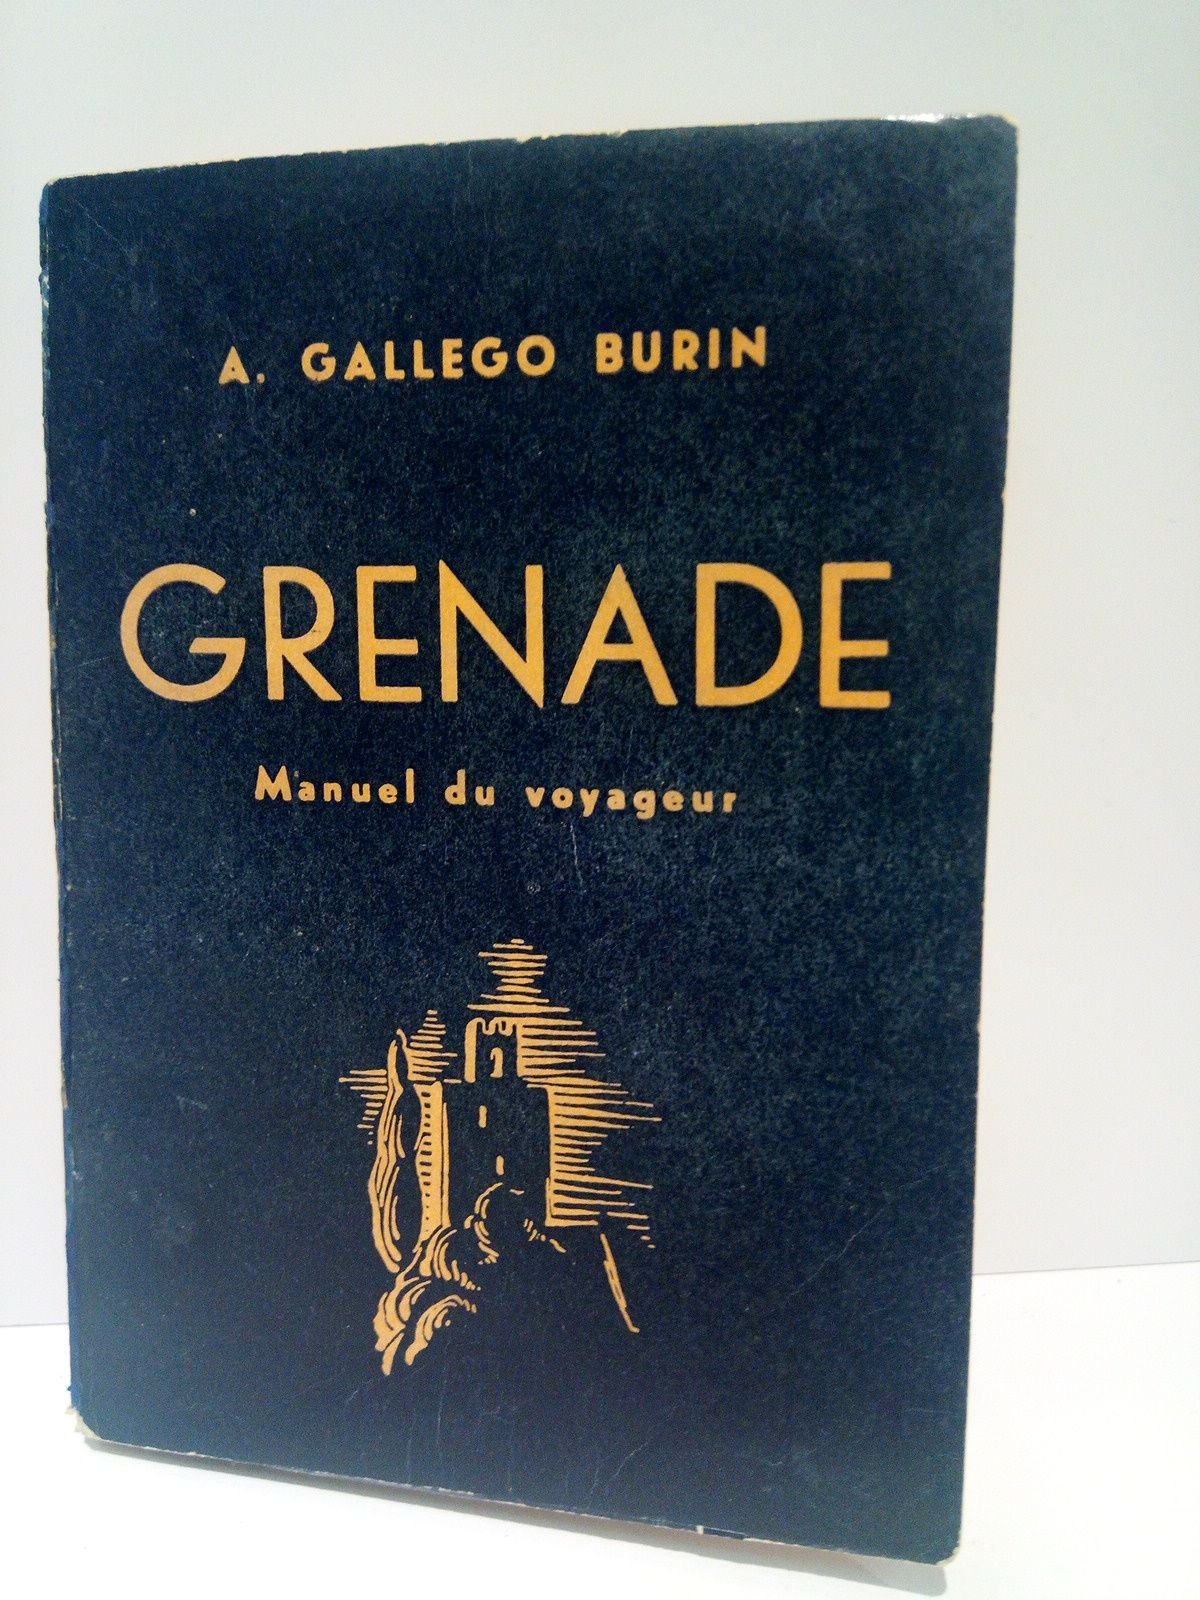 A. GALLEGO BURIN
GRENADE
Manuel du voyageur